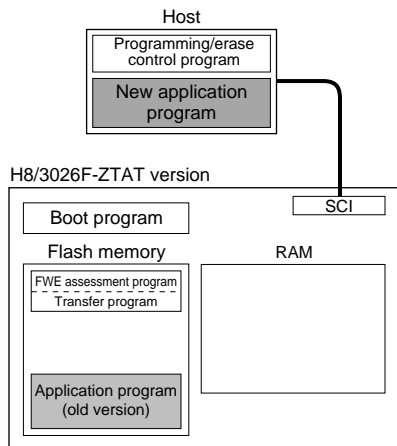 Host
Programming/erase
control program
New application
program
H8/3026F-ZTAT version
SCI
Boot program
Flash memory
RAM
FWE assessment program
Transfer program
Application program
(old version)